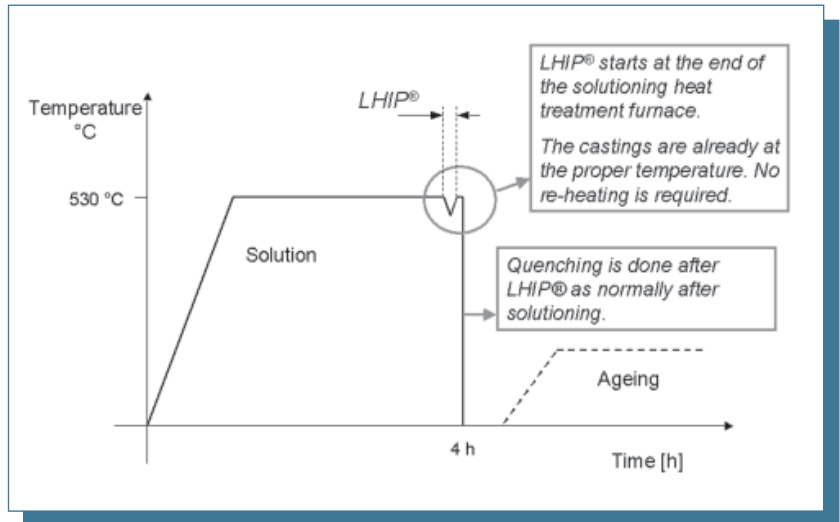 LHIP® starts at the end of
the solutioning heat
treatment furnace.
The castings are already at
the proper temperature. No
re-heating is required.
Temperature
°C
LHIP®
530 °C
Solution
Quenching is done after
LHIP® as normally after
solutioning.
Ageing
4 h
Time [h]